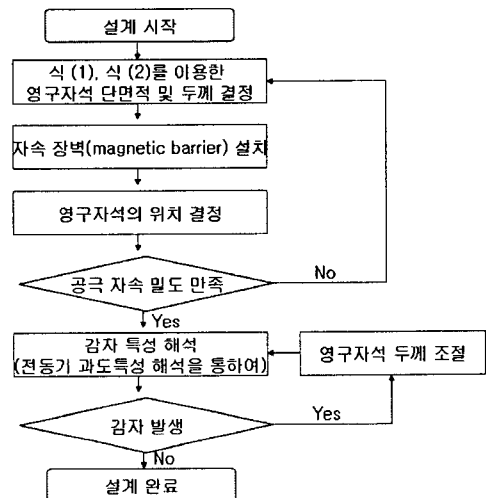 설계 시작
식 (1), 식 (2)를 이용한
영구자석 단면적 및 두께 결정
자속 장벽(magnetic barrier) 설치
영구자석의 위치 결정
공극 자속 밀도 만족
No
Yes
감자 특성 해석
(전동기 과도특성 해석을 통하여)
영구자석 두께 조절
감자 발생
Yes
No
설계 완료